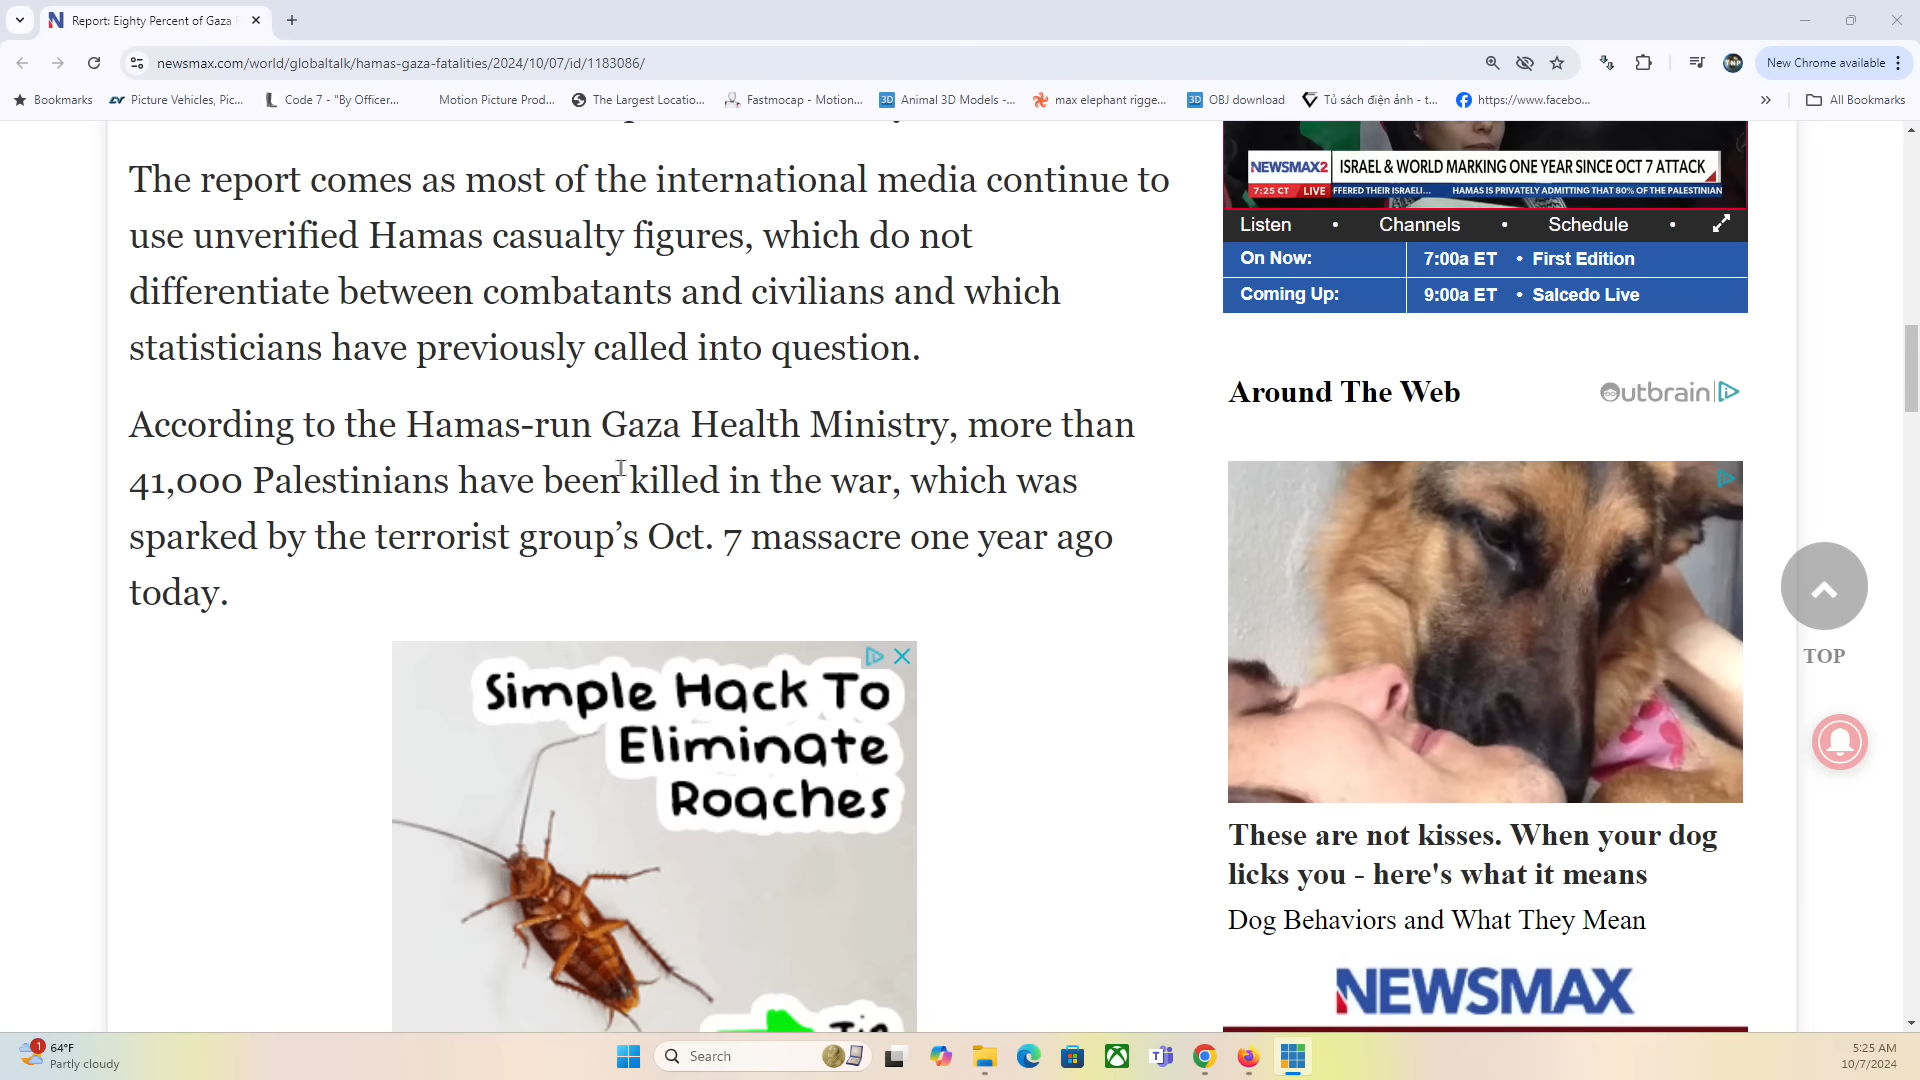 Report: Eighty Percent of Gaza
newsmax.com/world/globaltalk/hamas-gaza-fatalities/2024/10/07/id/1183086/
New Chrome available
Bookmarks
Picture Vehicles, Pic...
Code 7 - "By Officer...
Motion Picture Prod...
The Largest Locatio...
Fastmocap - Motion...
Animal 3D Models -...
max elephant rigge...
OBJ download
Tủ sách điện ảnh - t...
https://www.facebo...
All Bookmarks
The report comes as most of the international media continue to
use unverified Hamas casualty figures, which do not
differentiate between combatants and civilians and which
statisticians have previously called into question.
According to the Hamas-run Gaza Health Ministry, more than
41,000 Palestinians have been killed in the war, which was
sparked by the terrorist group’s Oct. 7 massacre one year ago
today.
Simple Hack To
Eliminate
Roaches
Tip
NEWSMAX2
ISRAEL & WORLD MARKING ONE YEAR SINCE OCT 7 ATTACK
7:25 CT LIVE
FFERED THEIR ISRAELI... HAMAS IS PRIVATELY ADMITTING THAT 80% OF THE PALESTINIAN
Listen • Channels • Schedule •
On Now: 7:00a ET • First Edition
Coming Up: 9:00a ET • Salcedo Live
Around The Web
Outbrain
These are not kisses. When your dog
licks you - here's what it means
Dog Behaviors and What They Mean
NEWSMAX
TOP
1
64°F
Partly cloudy
Search
5:25 AM
10/7/2024